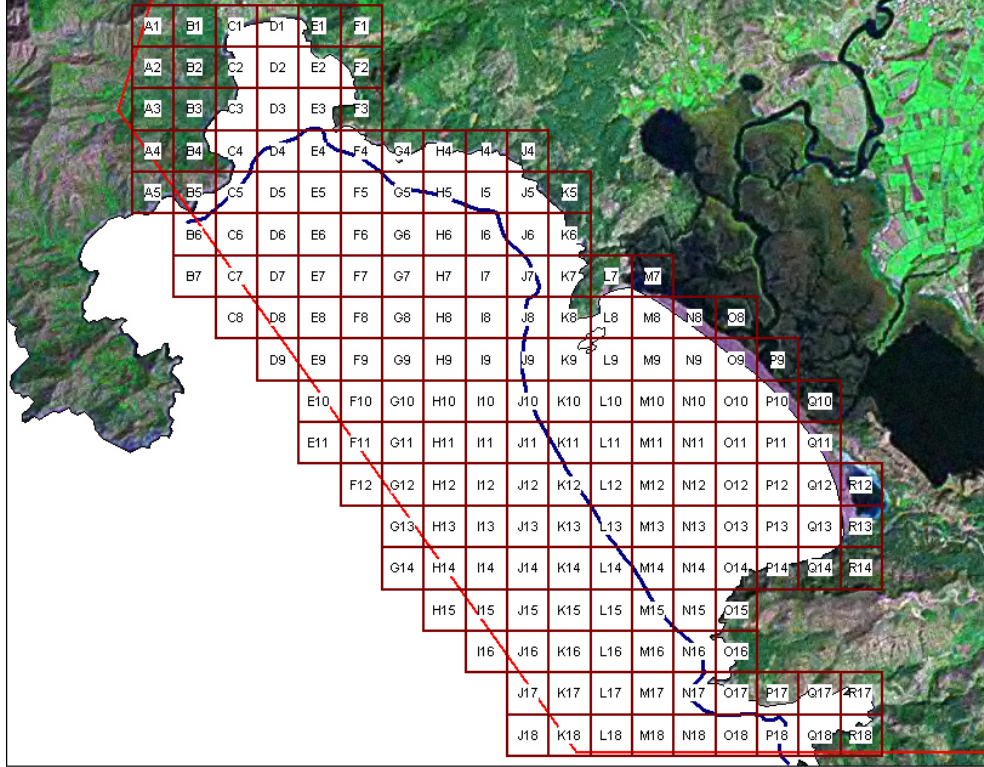 A1 B1 C1 D1 E1 F1
A2 B2 C2 D2 E2 F2
A3 B3 C3 D3 E3 F3
A4 B4 C4 D4 E4 F4 G4 H4 I4 J4
A5 B5 C5 D5 E5 F5 G5 H5 I5 J5 K5
B6 C6 D6 E6 F6 G6 H6 I6 J6 K6
B7 C7 D7 E7 F7 G7 H7 I7 J7 K7 L7 M7
C8 D8 E8 F8 G8 H8 I8 J8 K8 L8 M8 N8 O8
D9 E9 F9 G9 H9 I9 J9 K9 L9 M9 N9 O9 P9
E10 F10 G10 H10 I10 J10 K10 L10 M10 N10 O10 P10 Q10
E11 F11 G11 H11 I11 J11 K11 L11 M11 N11 O11 P11 Q11
F12 G12 H12 I12 J12 K12 L12 M12 N12 O12 P12 Q12 R12
G13 H13 I13 J13 K13 L13 M13 N13 O13 P13 Q13 R13
G14 H14 I14 J14 K14 L14 M14 N14 O14 P14 Q14 R14
H15 I15 J15 K15 L15 M15 N15 O15
I16 J16 K16 L16 M16 N16 O16
J17 K17 L17 M17 N17 O17 P17 Q17 R17
J18 K18 L18 M18 N18 O18 P18 Q18 R18